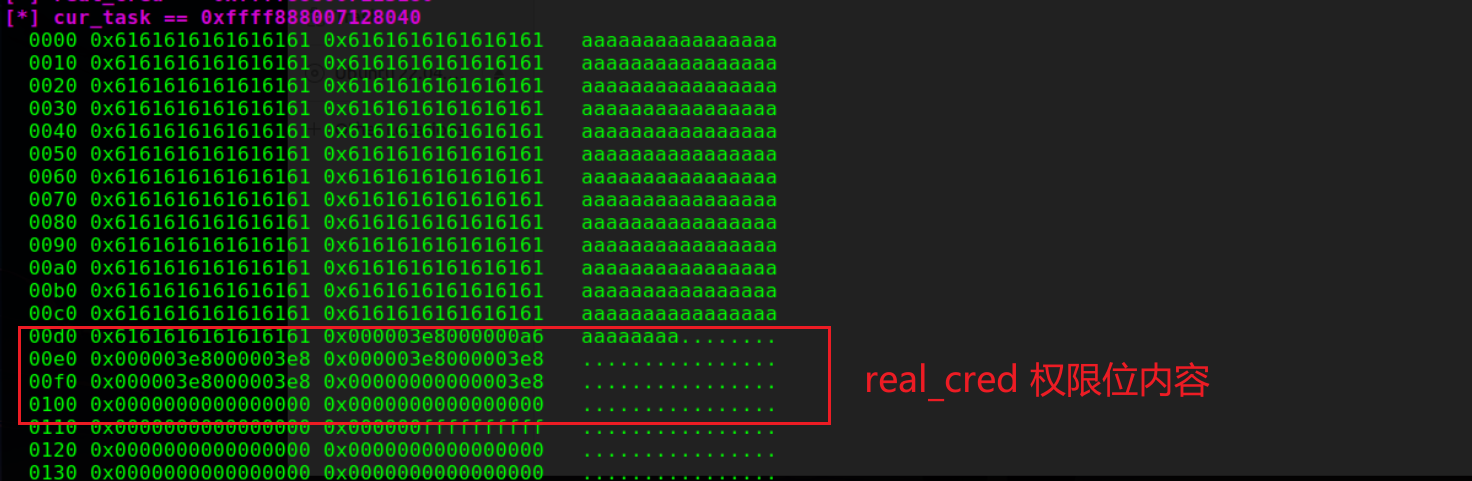 [*] cur_task == 0xffff888007128040
0000 0x6161616161616161 0x6161616161616161 aaaaaaaaaaaaaaaa
0010 0x6161616161616161 0x6161616161616161 aaaaaaaaaaaaaaaa
0020 0x6161616161616161 0x6161616161616161 aaaaaaaaaaaaaaaa
0030 0x6161616161616161 0x6161616161616161 aaaaaaaaaaaaaaaa
0040 0x6161616161616161 0x6161616161616161 aaaaaaaaaaaaaaaa
0050 0x6161616161616161 0x6161616161616161 aaaaaaaaaaaaaaaa
0060 0x6161616161616161 0x6161616161616161 aaaaaaaaaaaaaaaa
0070 0x6161616161616161 0x6161616161616161 aaaaaaaaaaaaaaaa
0080 0x6161616161616161 0x6161616161616161 aaaaaaaaaaaaaaaa
0090 0x6161616161616161 0x6161616161616161 aaaaaaaaaaaaaaaa
00a0 0x6161616161616161 0x6161616161616161 aaaaaaaaaaaaaaaa
00b0 0x6161616161616161 0x6161616161616161 aaaaaaaaaaaaaaaa
00c0 0x6161616161616161 0x6161616161616161 aaaaaaaaaaaaaaaa
00d0 0x6161616161616161 0x000003e8000000a6 aaaaaaaa........
00e0 0x000003e8000003e8 0x000003e8000003e8 ................
00f0 0x000003e8000003e8 0x00000000000003e8 ................
real_cred 权限位内容
0100 0x0000000000000000 0x0000000000000000 ................
0110 0x0000000000000000 0x000000ffffffffff ................
0120 0x0000000000000000 0x0000000000000000 ................
0130 0x0000000000000000 0x0000000000000000 ................